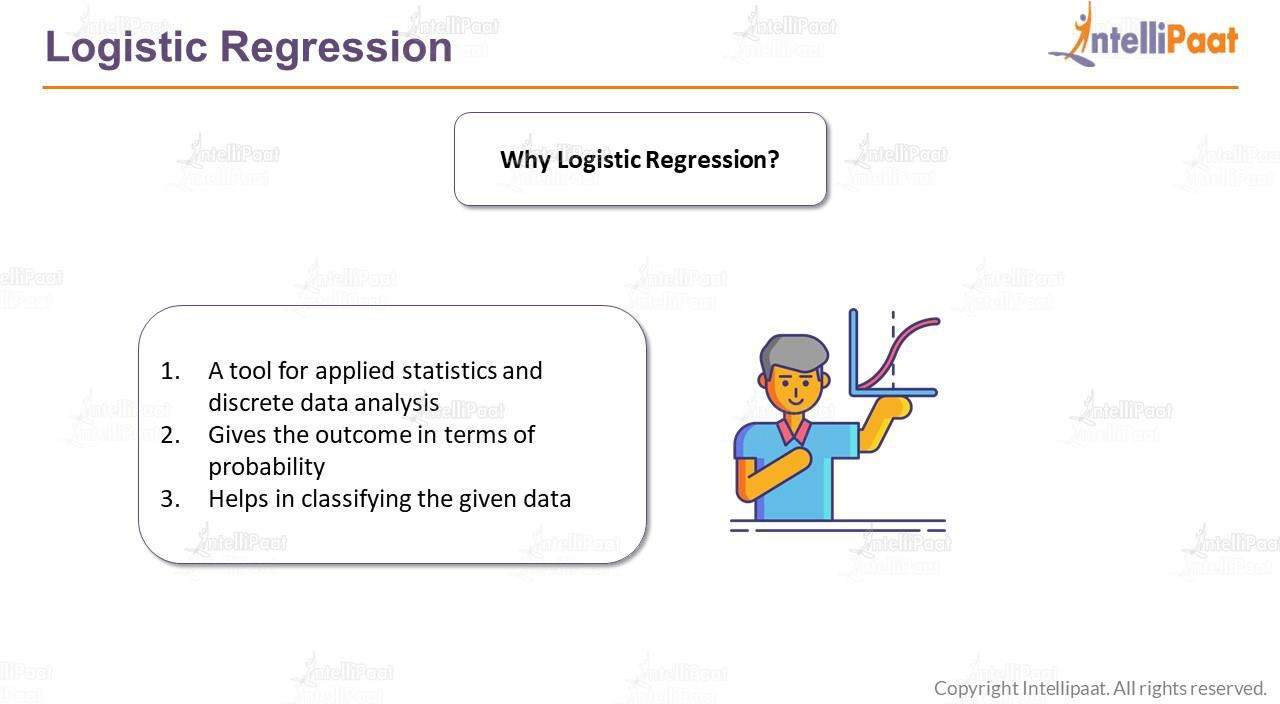 Logistic Regression
IntelliPaat
Why Logistic Regression?
1. A tool for applied statistics and
discrete data analysis
2. Gives the outcome in terms of
probability
3. Helps in classifying the given data
Copyright Intellipaat. All rights reserved.